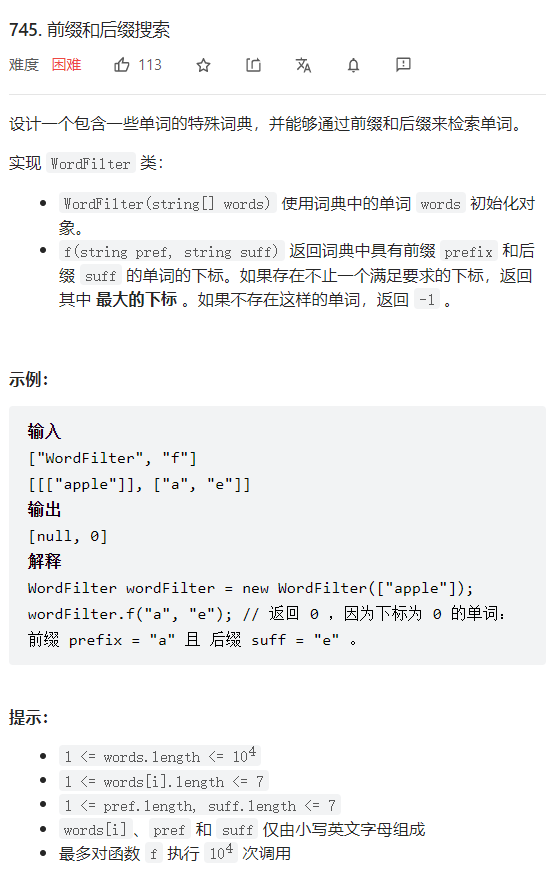 745. 前缀和后缀搜索
难度 困难 113
设计一个包含一些单词的特殊词典，并能够通过前缀和后缀来检索单词。
实现 WordFilter 类：
WordFilter(string[] words) 使用词典中的单词 words 初始化对
象。
f(string pref, string suff) 返回词典中具有前缀 prefix 和后
缀 suff 的单词的下标。如果存在不止一个满足要求的下标，返回
其中 最大的下标 。如果不存在这样的单词，返回 -1 。
示例：
输入
["WordFilter", "f"]
[[["apple"]], ["a", "e"]]
输出
[null, 0]
解释
WordFilter wordFilter = new WordFilter(["apple"]);
wordFilter.f("a", "e"); // 返回 0 ，因为下标为 0 的单词：
前缀 prefix = "a" 且 后缀 suff = "e" 。
提示：
1 <= words.length <= 10⁴
1 <= words[i].length <= 7
1 <= pref.length, suff.length <= 7
words[i]、pref 和 suff 仅由小写英文字母组成
最多对函数 f 执行 10⁴ 次调用